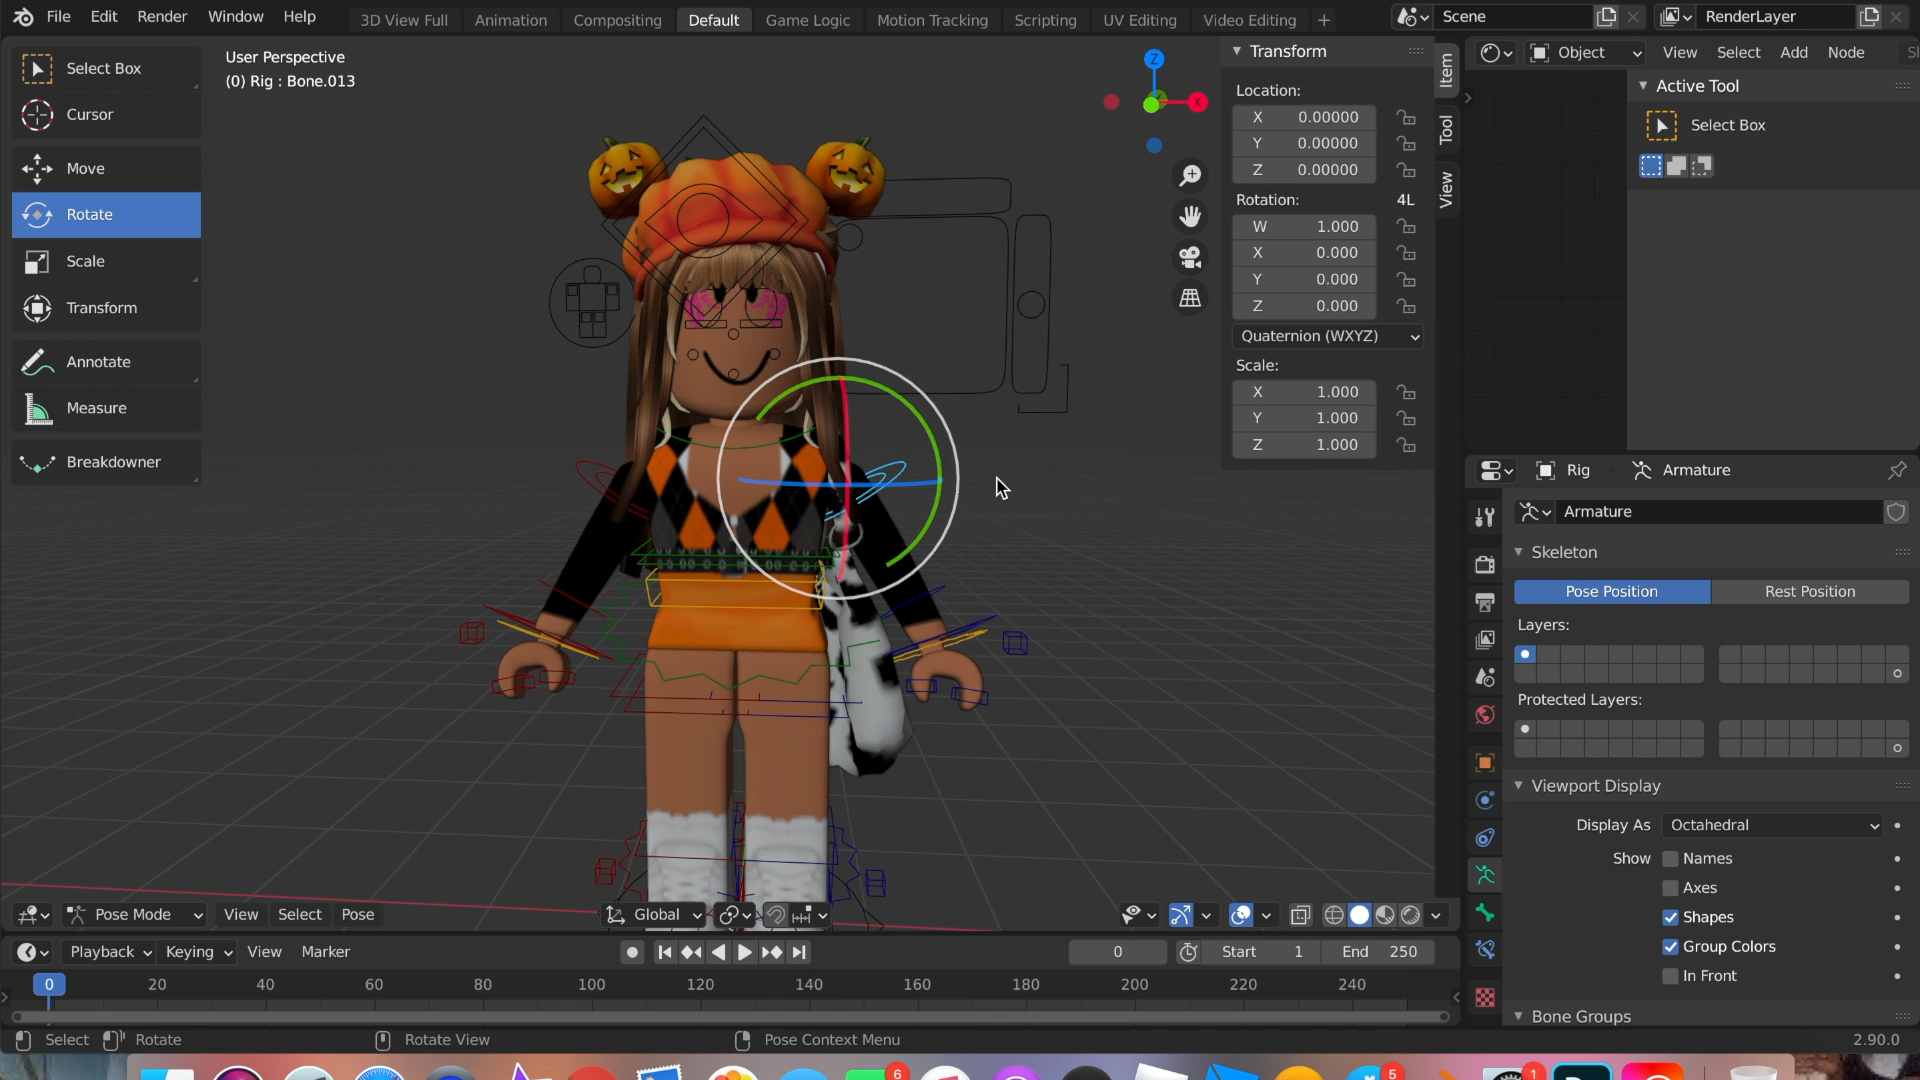 File Edit Render Window Help 3D View Full Animation Compositing Default Game Logic Motion Tracking Scripting UV Editing Video Editing + Scene RenderLayer
Object View Select Add Node
User Perspective
(0) Rig : Bone.013
Select Box
Cursor
Move
Rotate
Scale
Transform
Annotate
Measure
Breakdowner
Z
X
Transform
Location:
X 0.00000
Y 0.00000
Z 0.00000
Rotation: 4L
W 1.000
X 0.000
Y 0.000
Z 0.000
Quaternion (WXYZ)
Scale:
X 1.000
Y 1.000
Z 1.000
Item
Tool
View
Active Tool
Select Box
Rig Armature
Armature
Skeleton
Pose Position Rest Position
Layers:
Protected Layers:
Viewport Display
Display As Octahedral
Show Names
Axes
Shapes
Group Colors
In Front
Bone Groups
Pose Mode View Select Pose Global
Playback Keying View Marker 0 Start 1 End 250
0 20 40 60 80 100 120 140 160 180 200 220 240
Select Rotate Rotate View Pose Context Menu 2.90.0
6 5 1